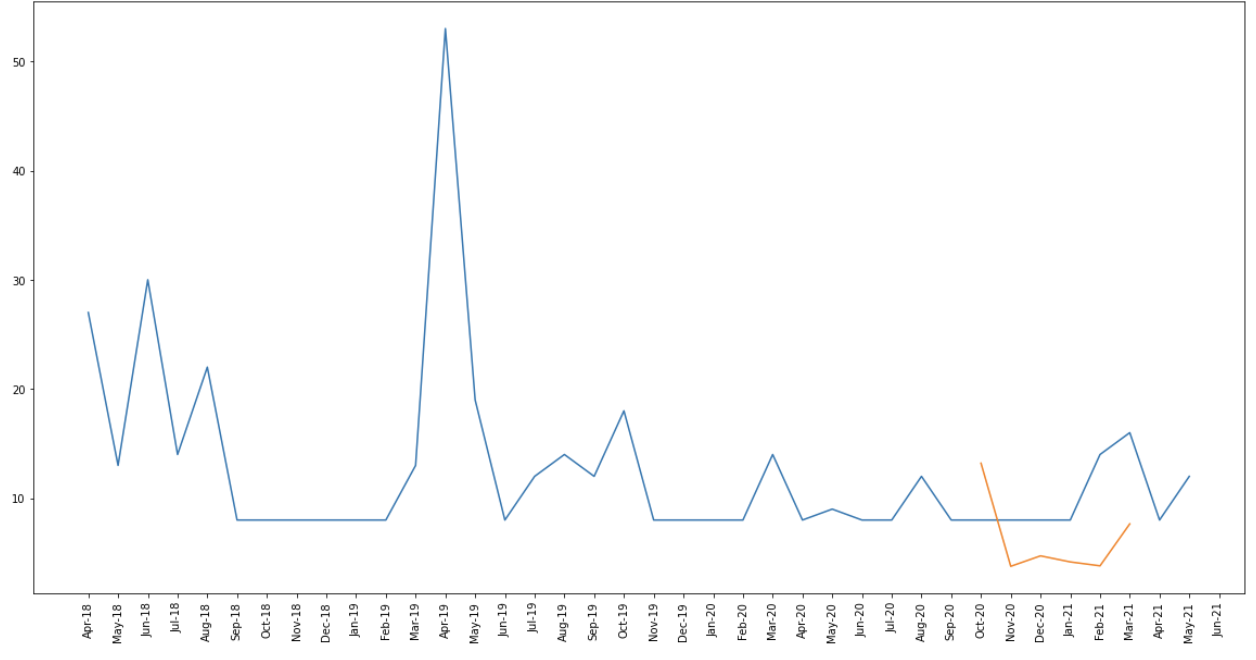 50
40
30
20
10
Apr-18
May-18
Jun-18
Jul-18
Aug-18
Sep-18
Oct-18
Nov-18
Dec-18
Jan-19
Feb-19
Mar-19
Apr-19
May-19
Jun-19
Jul-19
Aug-19
Sep-19
Oct-19
Nov-19
Dec-19
Jan-20
Feb-20
Mar-20
Apr-20
May-20
Jun-20
Jul-20
Aug-20
Sep-20
Oct-20
Nov-20
Dec-20
Jan-21
Feb-21
Mar-21
Apr-21
May-21
Jun-21